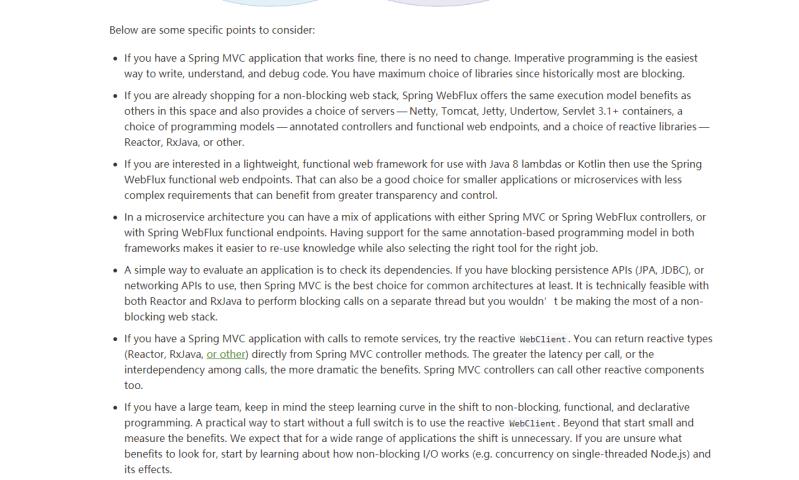 Below are some specific points to consider:
• If you have a Spring MVC application that works fine, there is no need to change. Imperative programming is the easiest
way to write, understand, and debug code. You have maximum choice of libraries since historically most are blocking.
• If you are already shopping for a non-blocking web stack, Spring WebFlux offers the same execution model benefits as
others in this space and also provides a choice of servers — Netty, Tomcat, Jetty, Undertow, Servlet 3.1+ containers, a
choice of programming models — annotated controllers and functional web endpoints, and a choice of reactive libraries —
Reactor, RxJava, or other.
• If you are interested in a lightweight, functional web framework for use with Java 8 lambdas or Kotlin then use the Spring
WebFlux functional web endpoints. That can also be a good choice for smaller applications or microservices with less
complex requirements that can benefit from greater transparency and control.
• In a microservice architecture you can have a mix of applications with either Spring MVC or Spring WebFlux controllers, or
with Spring WebFlux functional endpoints. Having support for the same annotation-based programming model in both
frameworks makes it easier to re-use knowledge while also selecting the right tool for the right job.
• A simple way to evaluate an application is to check its dependencies. If you have blocking persistence APIs (JPA, JDBC), or
networking APIs to use, then Spring MVC is the best choice for common architectures at least. It is technically feasible with
both Reactor and RxJava to perform blocking calls on a separate thread but you wouldn' t be making the most of a non-
blocking web stack.
• If you have a Spring MVC application with calls to remote services, try the reactive WebClient. You can return reactive types
(Reactor, RxJava, or other) directly from Spring MVC controller methods. The greater the latency per call, or the
interdependency among calls, the more dramatic the benefits. Spring MVC controllers can call other reactive components
too.
• If you have a large team, keep in mind the steep learning curve in the shift to non-blocking, functional, and declarative
programming. A practical way to start without a full switch is to use the reactive WebClient. Beyond that start small and
measure the benefits. We expect that for a wide range of applications the shift is unnecessary. If you are unsure what
benefits to look for, start by learning about how non-blocking I/O works (e.g. concurrency on single-threaded Node.js) and
its effects.